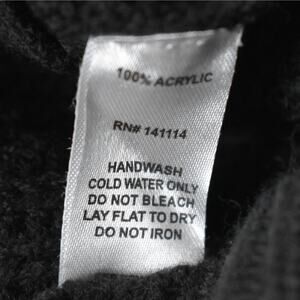 100% ACRYLIC
RN# 141114
HANDWASH
COLD WATER ONLY
DO NOT BLEACH
LAY FLAT TO DRY
DO NOT IRON